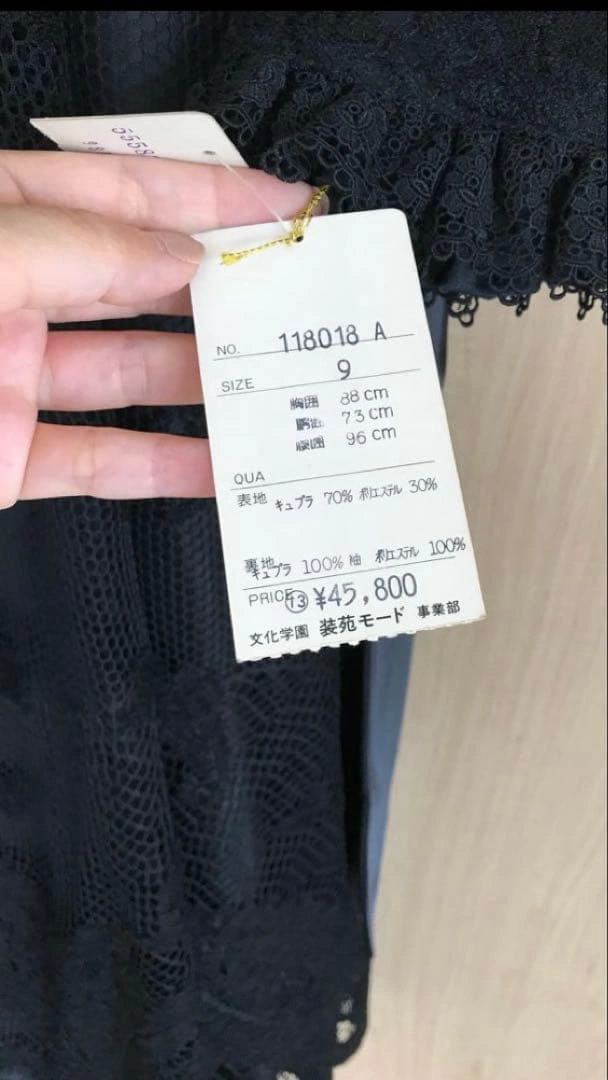 5558
NO. 118018 A
SIZE 9
胸囲 88 cm
胴囲 73 cm
腰囲 96 cm
QUA
表地 キュプラ 70% ポリエステル 30%
裏地 キュプラ 100% 袖 ポリエステル 100%
PRICE ⑬ ¥45,800
文化学園 装苑モード 事業部